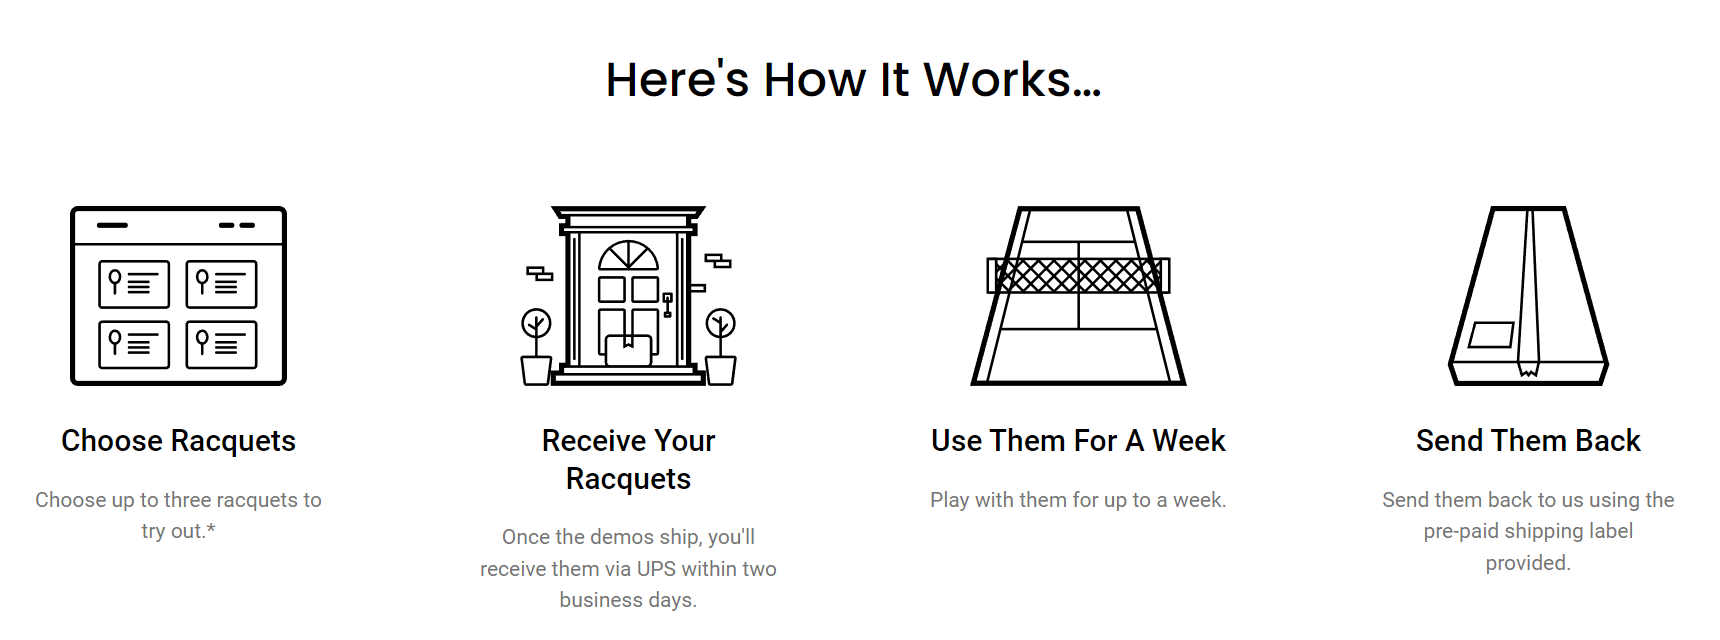 Here's How It Works...
Choose Racquets
Choose up to three racquets to
try out.*
Receive Your
Racquets
Once the demos ship, you'll
receive them via UPS within two
business days.
Use Them For A Week
Play with them for up to a week.
Send Them Back
Send them back to us using the
pre-paid shipping label
provided.